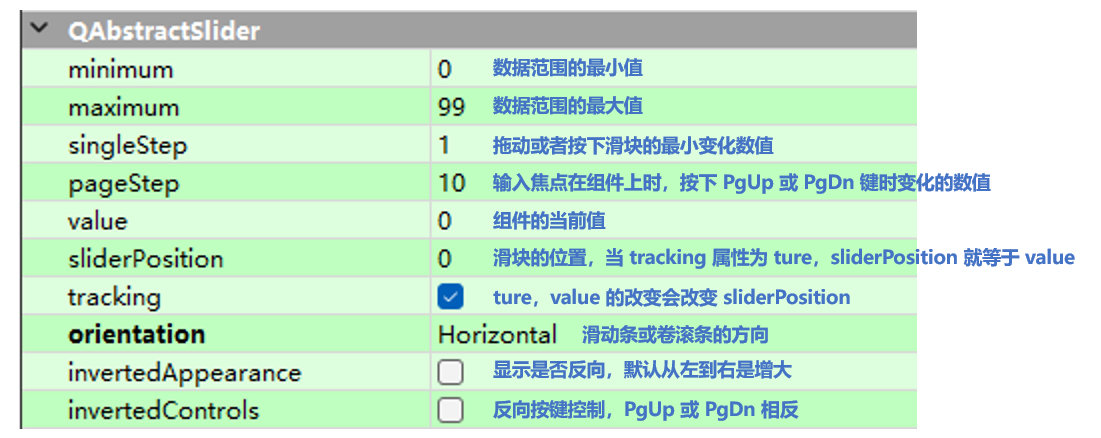 QAbstractSlider
minimum 0 数据范围的最小值
maximum 99 数据范围的最大值
singleStep 1 拖动或者按下滑块的最小变化数值
pageStep 10 输入焦点在组件上时，按下 PgUp 或 PgDn 键时变化的数值
value 0 组件的当前值
sliderPosition 0 滑块的位置，当 tracking 属性为 ture，sliderPosition 就等于 value
tracking ture，value 的改变会改变 sliderPosition
orientation Horizontal 滑动条或卷滚条的方向
invertedAppearance 显示是否反向，默认从左到右是增大
invertedControls 反向按键控制，PgUp 或 PgDn 相反